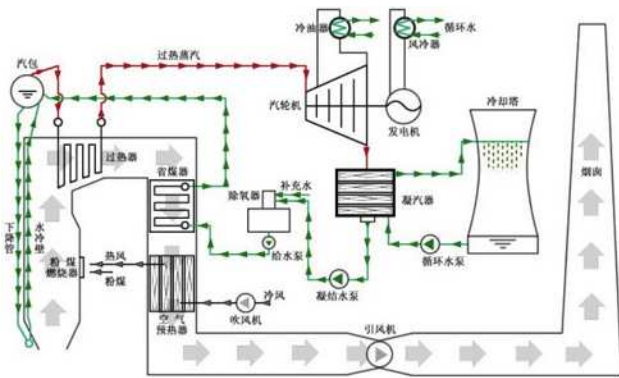 冷油器
循环水
风冷器
汽包
过热蒸汽
汽轮机
发电机
冷却塔
过热器
省煤器
除氧器
补充水
凝汽器
烟囱
下降管
水冷壁
热风
给水泵
循环水泵
粉煤
燃烧器
粉煤
冷风
凝结水泵
空气
预热器
吹风机
引风机